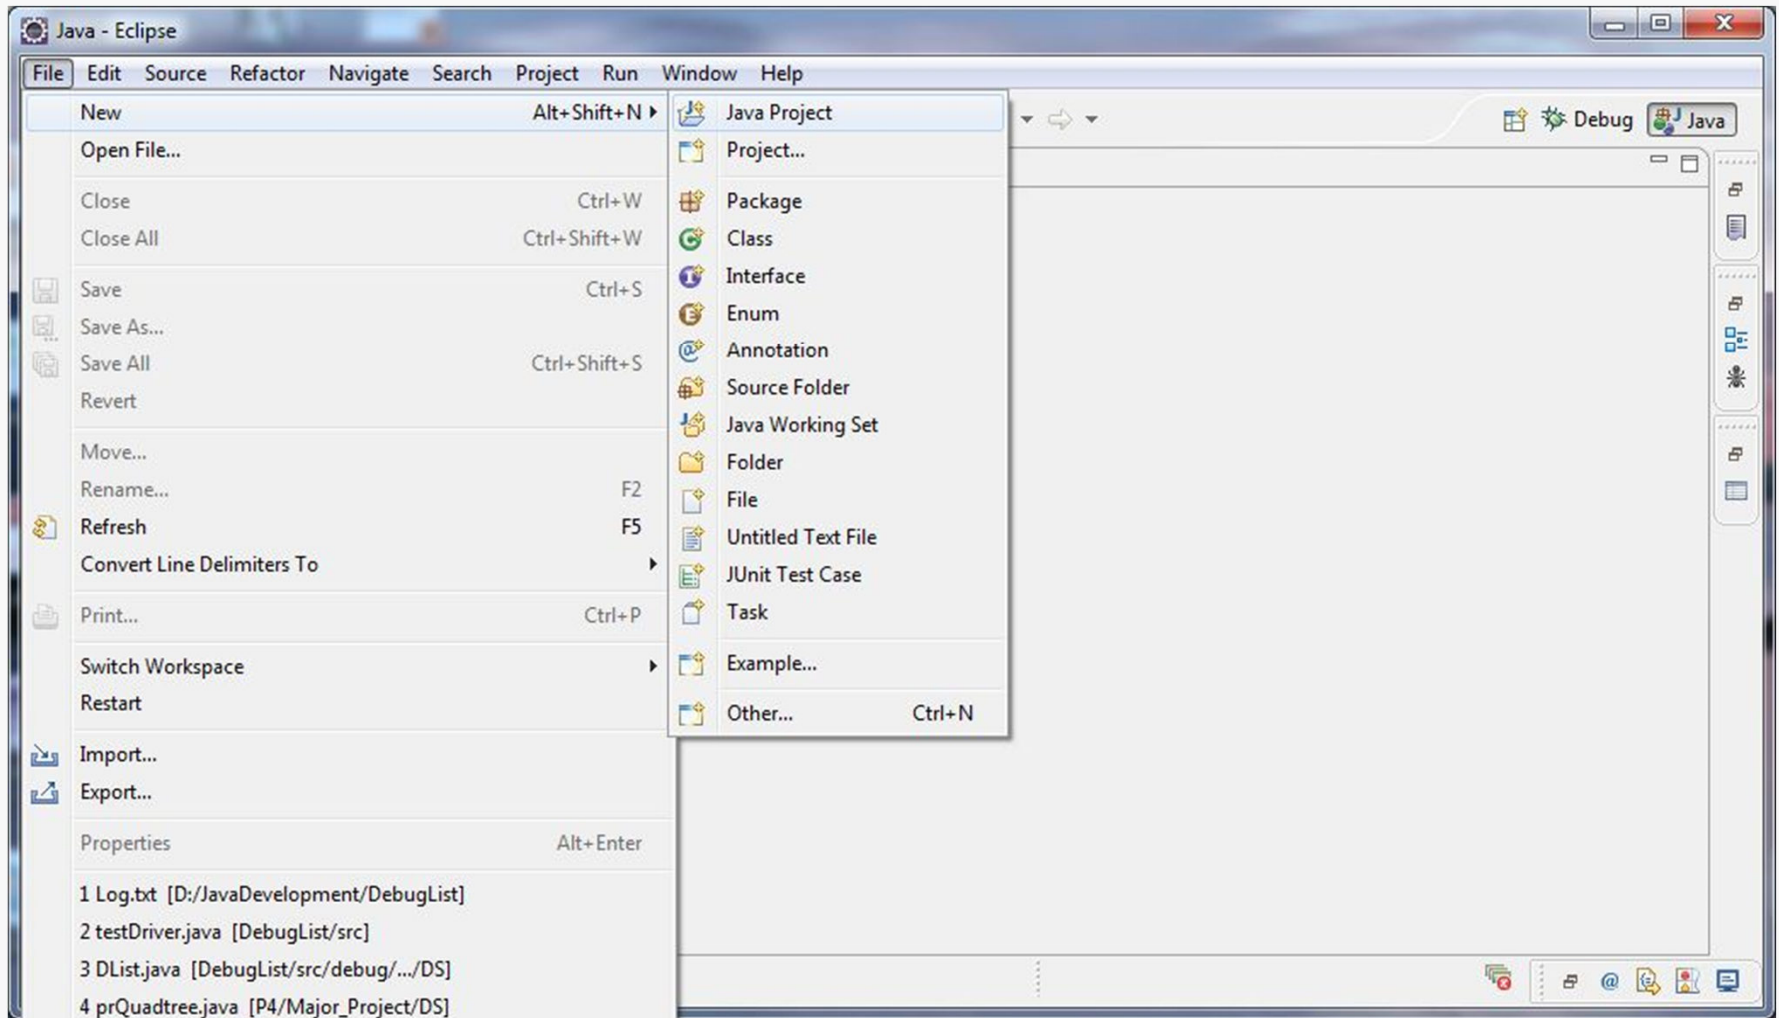 Java - Eclipse
File Edit Source Refactor Navigate Search Project Run Window Help
New Alt+Shift+N
Open File...
Close Ctrl+W
Close All Ctrl+Shift+W
Save Ctrl+S
Save As...
Save All Ctrl+Shift+S
Revert
Move...
Rename... F2
Refresh F5
Convert Line Delimiters To
Print... Ctrl+P
Switch Workspace
Restart
Import...
Export...
Properties Alt+Enter
1 Log.txt [D:/JavaDevelopment/DebugList]
2 testDriver.java [DebugList/src]
3 DList.java [DebugList/src/debug/.../DS]
4 prQuadtree.java [P4/Major_Project/DS]
Java Project
Project...
Package
Class
Interface
Enum
Annotation
Source Folder
Java Working Set
Folder
File
Untitled Text File
JUnit Test Case
Task
Example...
Other... Ctrl+N
Debug Java